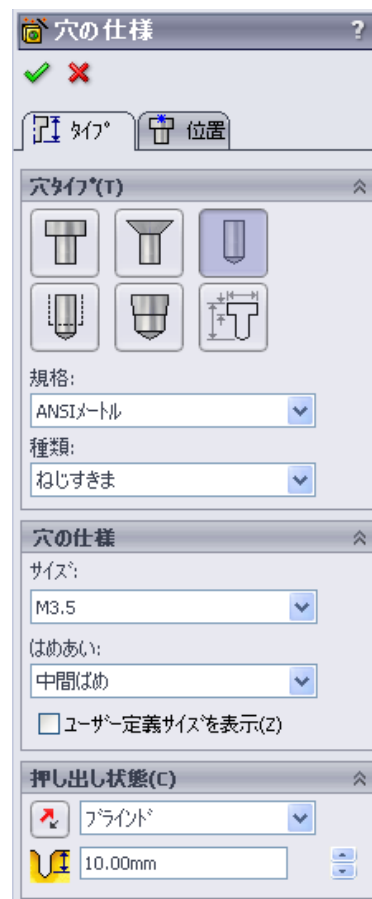 穴の仕様 ?
ﾀｲﾌﾟ 位置
穴ﾀｲﾌﾟ(T)
規格:
ANSIﾒｰﾄﾙ
種類:
ねじすきま
穴の仕様
ｻｲｽﾞ:
M3.5
はめあい:
中間ばめ
ﾕｰｻﾞｰ定義ｻｲｽﾞを表示(Z)
押し出し状態(C)
ﾌﾞﾗｲﾝﾄﾞ
10.00mm